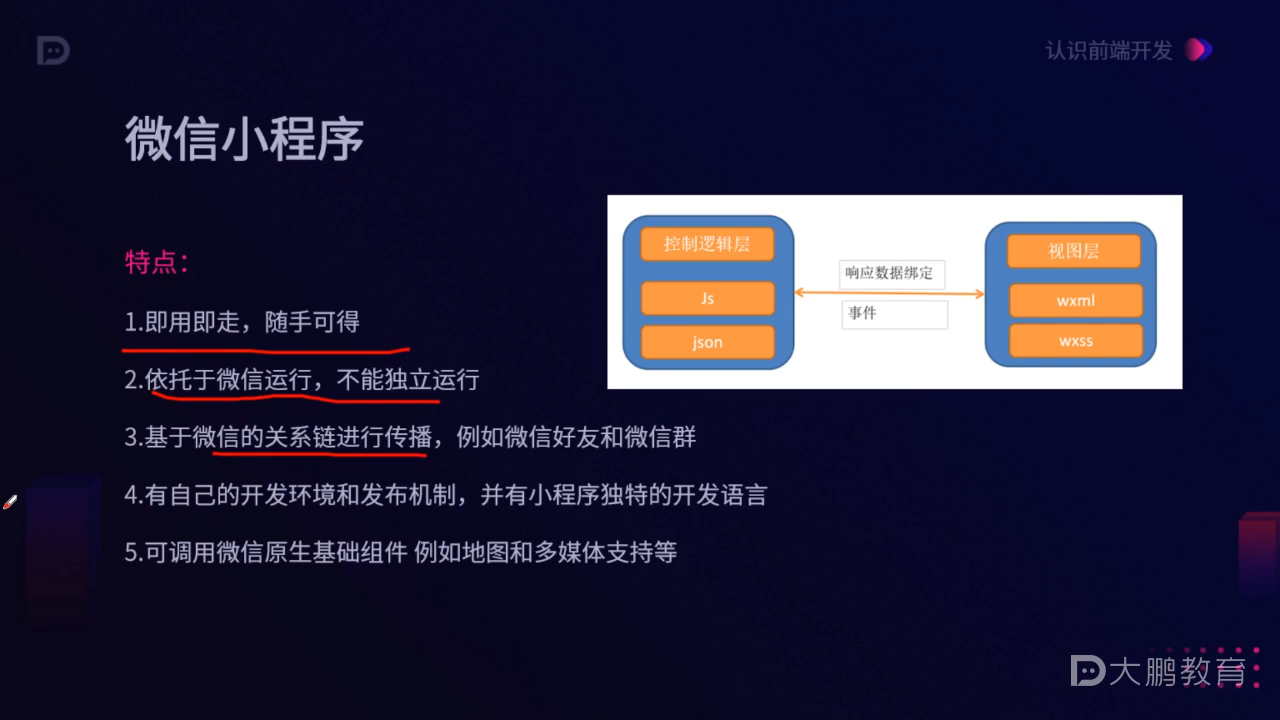 认识前端开发
微信小程序
特点：
1.即用即走，随手可得
2.依托于微信运行，不能独立运行
3.基于微信的关系链进行传播，例如微信好友和微信群
4.有自己的开发环境和发布机制，并有小程序独特的开发语言
5.可调用微信原生基础组件 例如地图和多媒体支持等
控制逻辑层
Js
json
响应数据绑定
事件
视图层
wxml
wxss
大鹏教育